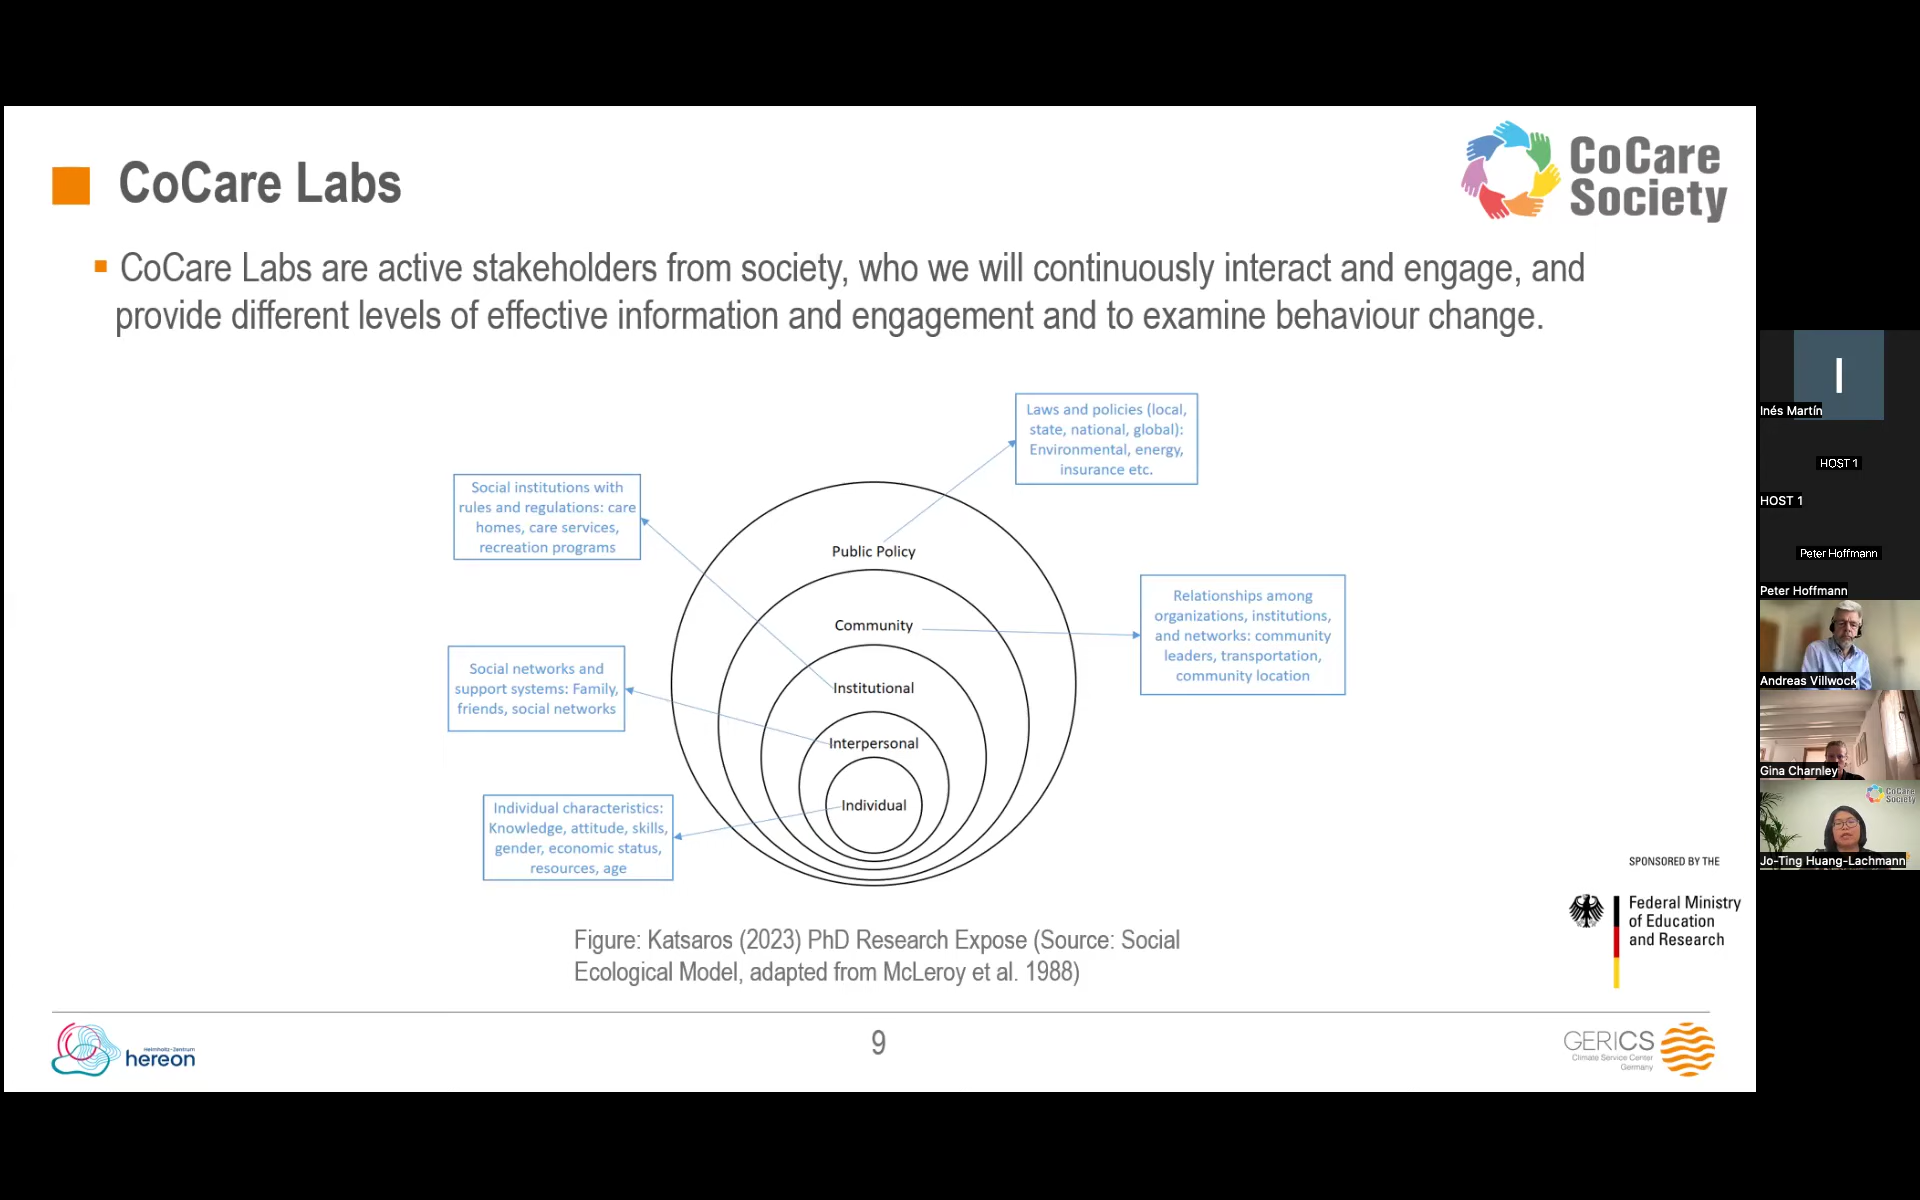 CoCare Labs
CoCare
Society
CoCare Labs are active stakeholders from society, who we will continuously interact and engage, and
provide different levels of effective information and engagement and to examine behaviour change.
Laws and policies (local,
state, national, global):
Environmental, energy,
insurance etc.
Social institutions with
rules and regulations: care
homes, care services,
recreation programs
Public Policy
Relationships among
organizations, institutions,
and networks: community
leaders, transportation,
community location
Community
Social networks and
support systems: Family,
friends, social networks
Institutional
Interpersonal
Individual characteristics:
Knowledge, attitude, skills,
gender, economic status,
resources, age
Individual
Figure: Katsaros (2023) PhD Research Expose (Source: Social
Ecological Model, adapted from McLeroy et al. 1988)
SPONSORED BY THE
Federal Ministry
of Education
and Research
Helmholtz-Zentrum
hereon
9
GERICS
Climate Service Center
Germany
I
Inés Martín
HOST 1
HOST 1
Peter Hoffmann
Peter Hoffmann
Andreas Villwock
Gina Charnley
CoCare
Society
Jo-Ting Huang-Lachmann